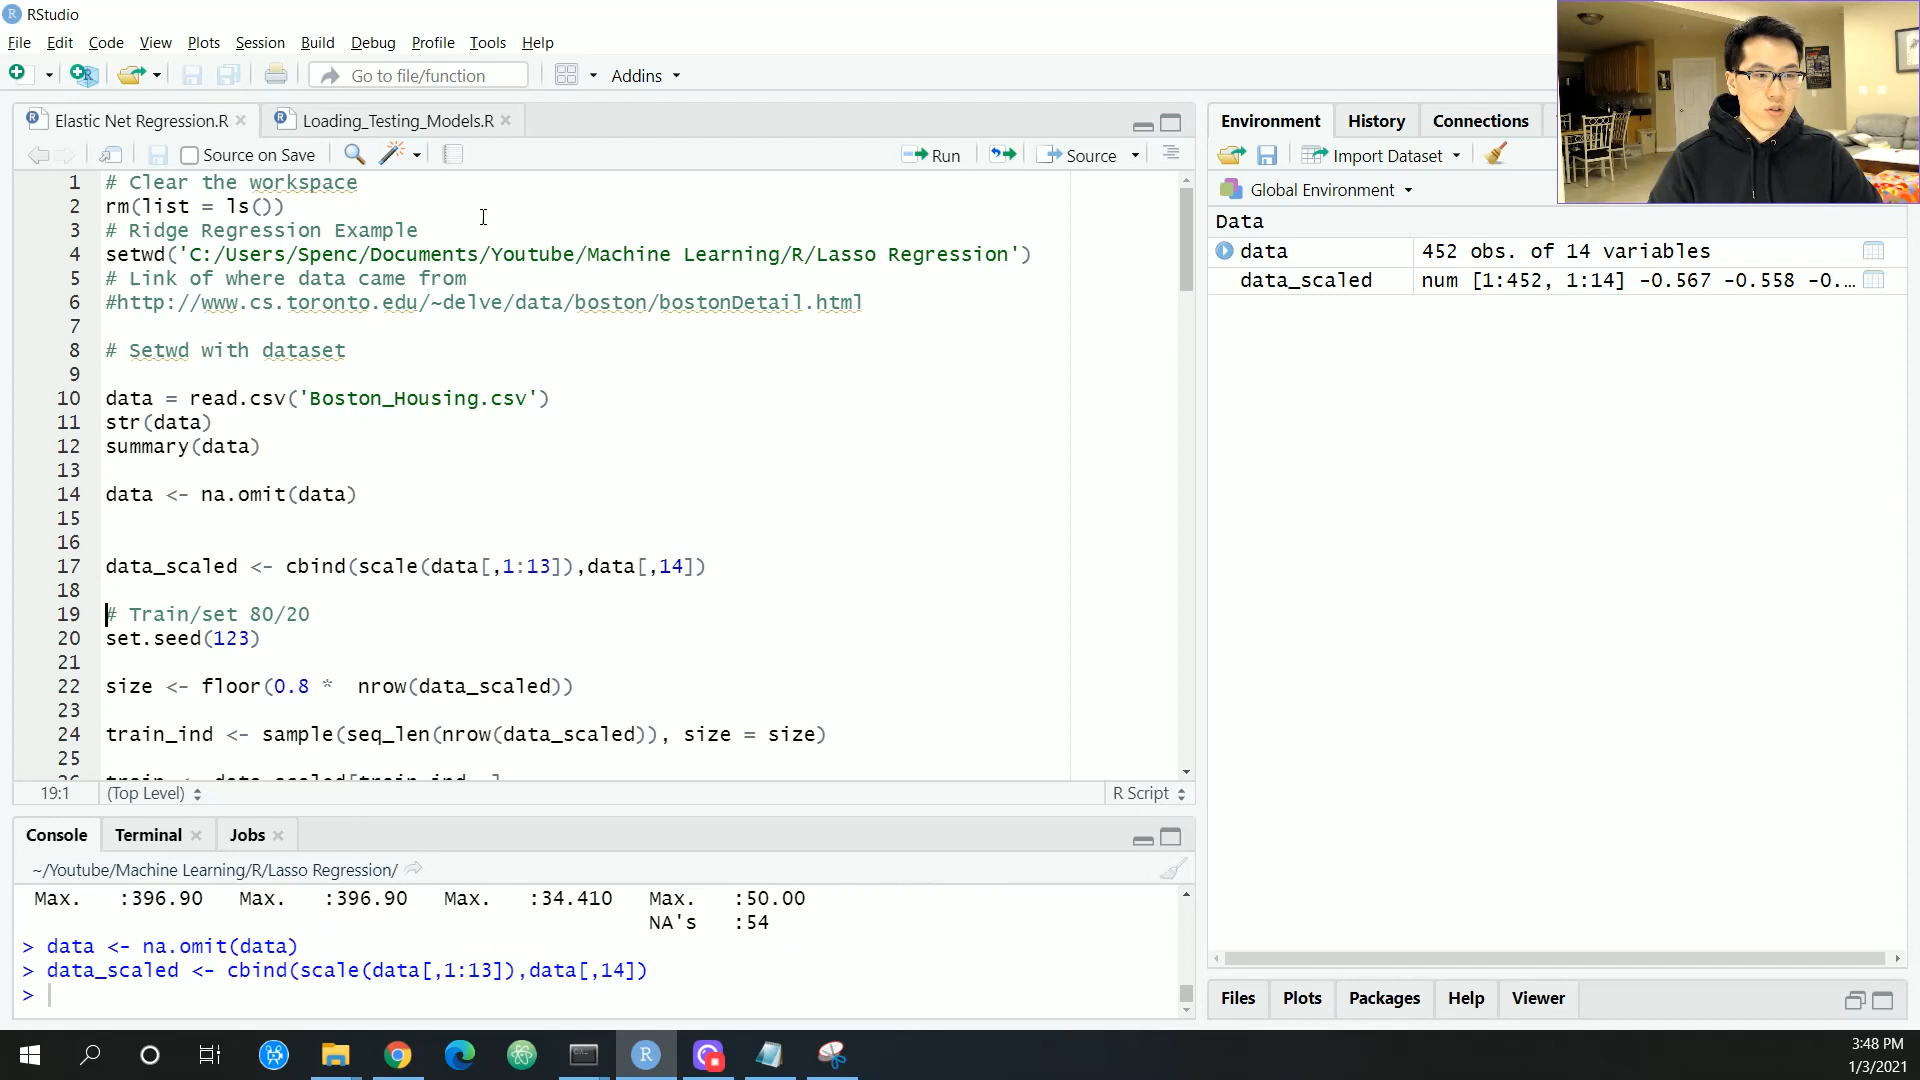 RStudio
File Edit Code View Plots Session Build Debug Profile Tools Help
Go to file/function Addins
Elastic Net Regression.R Loading_Testing_Models.R
Source on Save Run Source
1 # Clear the workspace
2 rm(list = ls())
3 # Ridge Regression Example
4 setwd('C:/Users/Spenc/Documents/Youtube/Machine Learning/R/Lasso Regression')
5 # Link of where data came from
6 #http://www.cs.toronto.edu/~delve/data/boston/bostonDetail.html
7
8 # Setwd with dataset
9
10 data = read.csv('Boston_Housing.csv')
11 str(data)
12 summary(data)
13
14 data <- na.omit(data)
15
16
17 data_scaled <- cbind(scale(data[,1:13]),data[,14])
18
19 # Train/set 80/20
20 set.seed(123)
21
22 size <- floor(0.8 *  nrow(data_scaled))
23
24 train_ind <- sample(seq_len(nrow(data_scaled)), size = size)
25
19:1 (Top Level) R Script
Console Terminal Jobs
~/Youtube/Machine Learning/R/Lasso Regression/
Max.   :396.90   Max.   :396.90   Max.   :34.410   Max.   :50.00
NA's   :54
> data <- na.omit(data)
> data_scaled <- cbind(scale(data[,1:13]),data[,14])
>
Environment History Connections
Import Dataset
Global Environment
Data
data 452 obs. of 14 variables
data_scaled num [1:452, 1:14] -0.567 -0.558 -0.…
Files Plots Packages Help Viewer
3:48 PM
1/3/2021